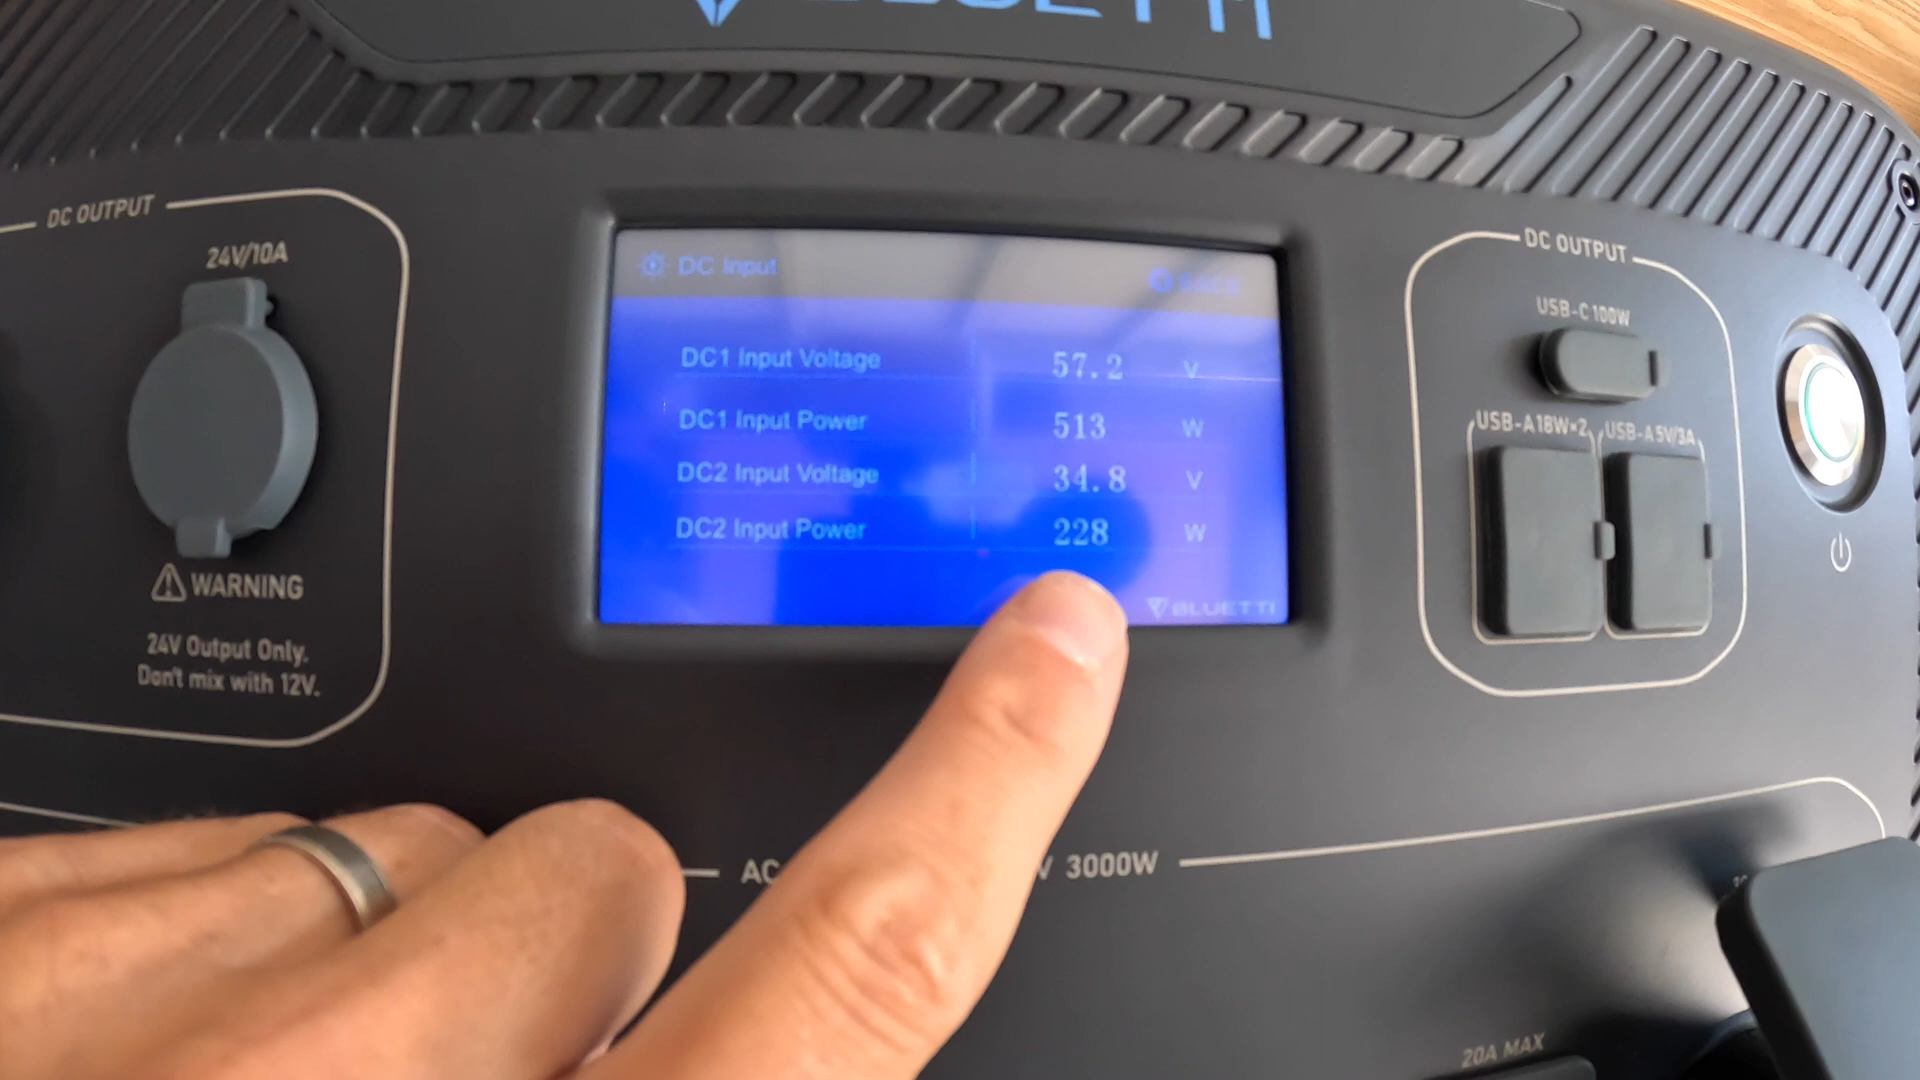 BLUETTI
DC OUTPUT
24V/10A
WARNING
24V Output Only.
Don't mix with 12V.
DC Input
BACK
DC1 Input Voltage 57.2 V
DC1 Input Power 513 W
DC2 Input Voltage 34.8 V
DC2 Input Power 228 W
BLUETTI
DC OUTPUT
USB-C 100W
USB-A 18W×2
USB-A 5V/3A
AC
V 3000W
20A MAX